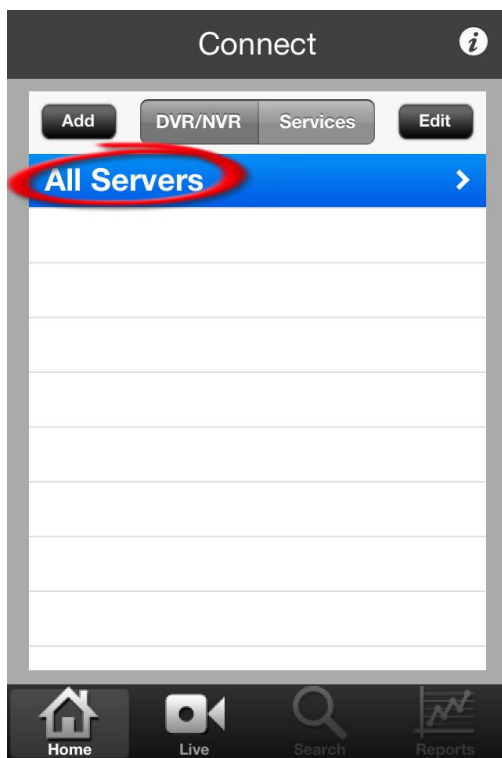 Connect
Add DVR/NVR Services Edit
All Servers
Home Live Search Reports